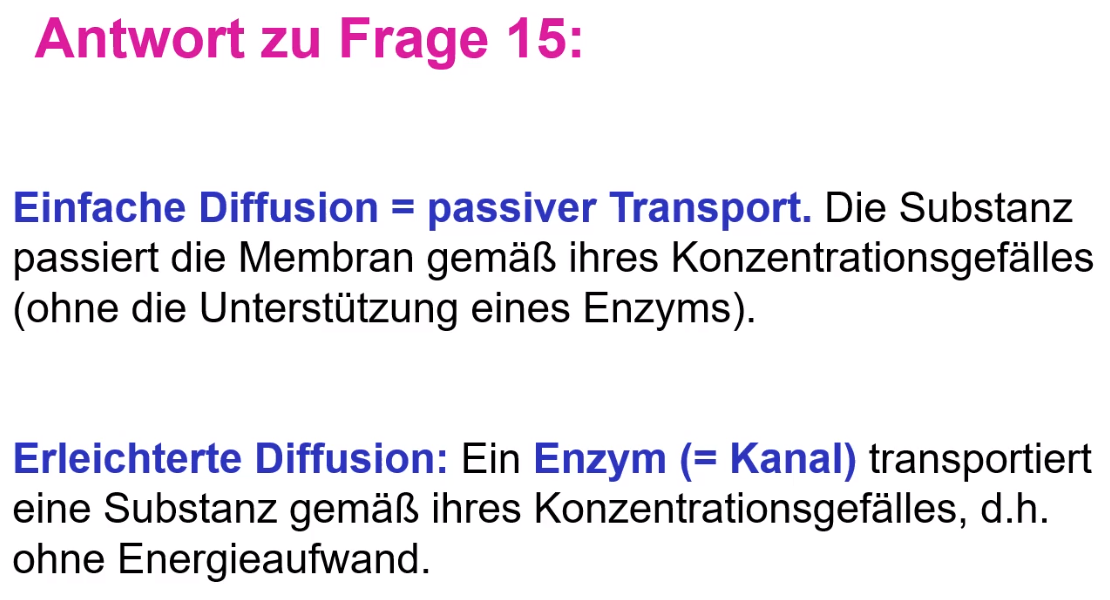 Antwort zu Frage 15:
Einfache Diffusion = passiver Transport. Die Substanz
passiert die Membran gemäß ihres Konzentrationsgefälles
(ohne die Unterstützung eines Enzyms).
Erleichterte Diffusion: Ein Enzym (= Kanal) transportiert
eine Substanz gemäß ihres Konzentrationsgefälles, d.h.
ohne Energieaufwand.